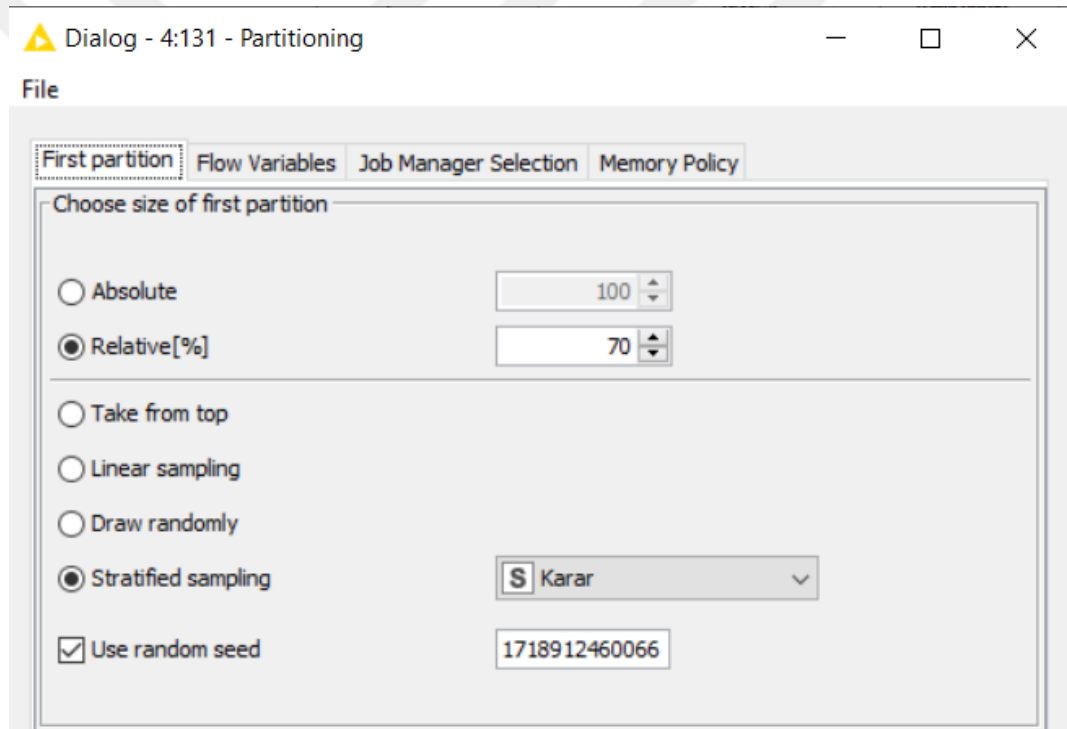 Dialog - 4:131 - Partitioning
File
First partition Flow Variables Job Manager Selection Memory Policy
Choose size of first partition
Absolute 100
Relative[%] 70
Take from top
Linear sampling
Draw randomly
Stratified sampling S Karar
Use random seed 1718912460066